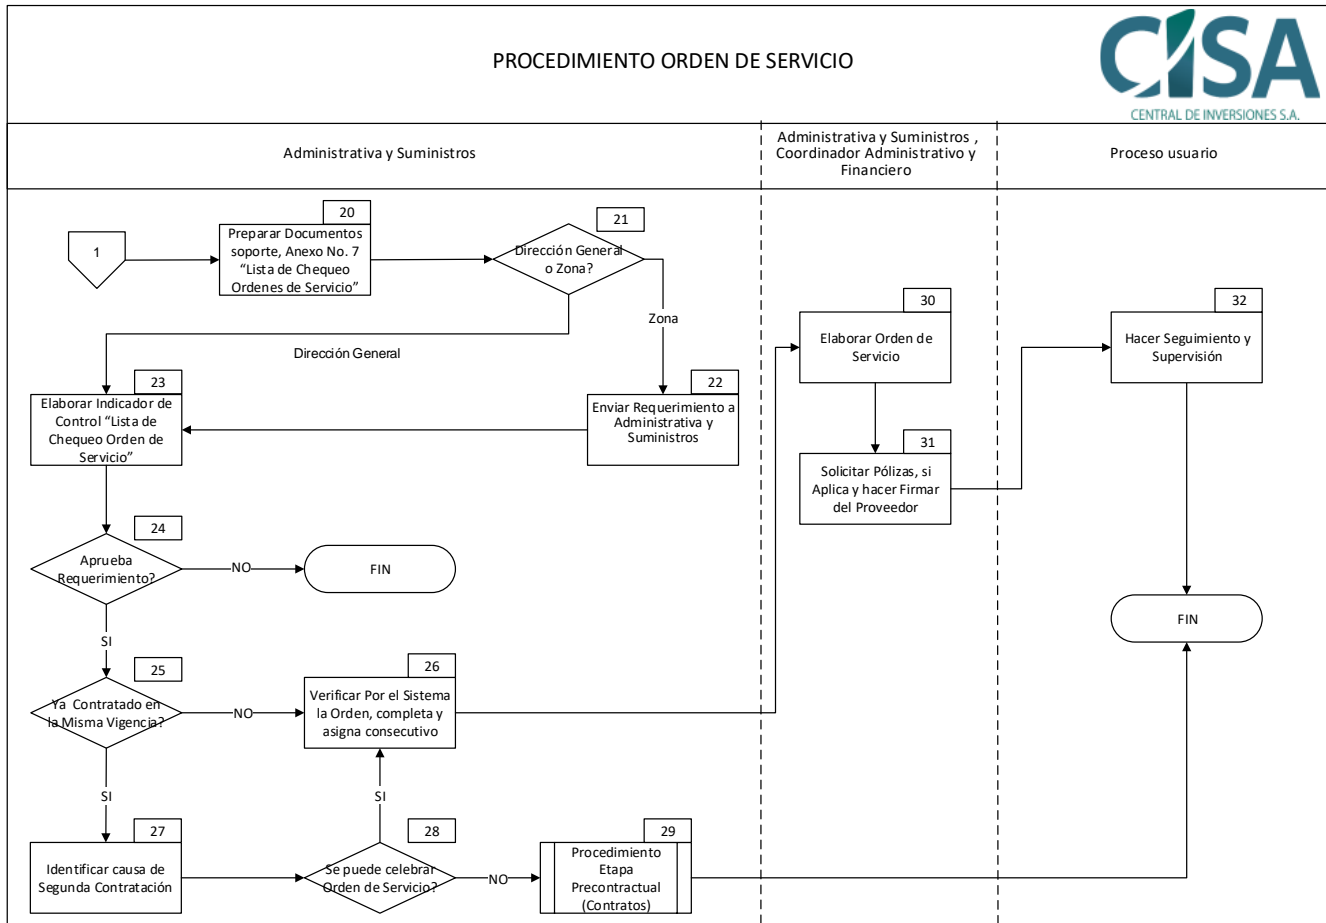 PROCEDIMIENTO ORDEN DE SERVICIO
CISA
CENTRAL DE INVERSIONES S.A.
Administrativa y Suministros
Administrativa y Suministros ,
Coordinador Administrativo y
Financiero
Proceso usuario
1
20
Preparar Documentos
soporte, Anexo No. 7
“Lista de Chequeo
Ordenes de Servicio”
21
Dirección General
o Zona?
Zona
Dirección General
22
Enviar Requerimiento a
Administrativa y
Suministros
23
Elaborar Indicador de
Control “Lista de
Chequeo Orden de
Servicio”
24
Aprueba
Requerimiento?
NO
FIN
SI
25
Ya Contratado en
la Misma Vigencia?
NO
26
Verificar Por el Sistema
la Orden, completa y
asigna consecutivo
SI
SI
27
Identificar causa de
Segunda Contratación
28
Se puede celebrar
Orden de Servicio?
NO
29
Procedimiento
Etapa
Precontractual
(Contratos)
30
Elaborar Orden de
Servicio
31
Solicitar Pólizas, si
Aplica y hacer Firmar
del Proveedor
32
Hacer Seguimiento y
Supervisión
FIN